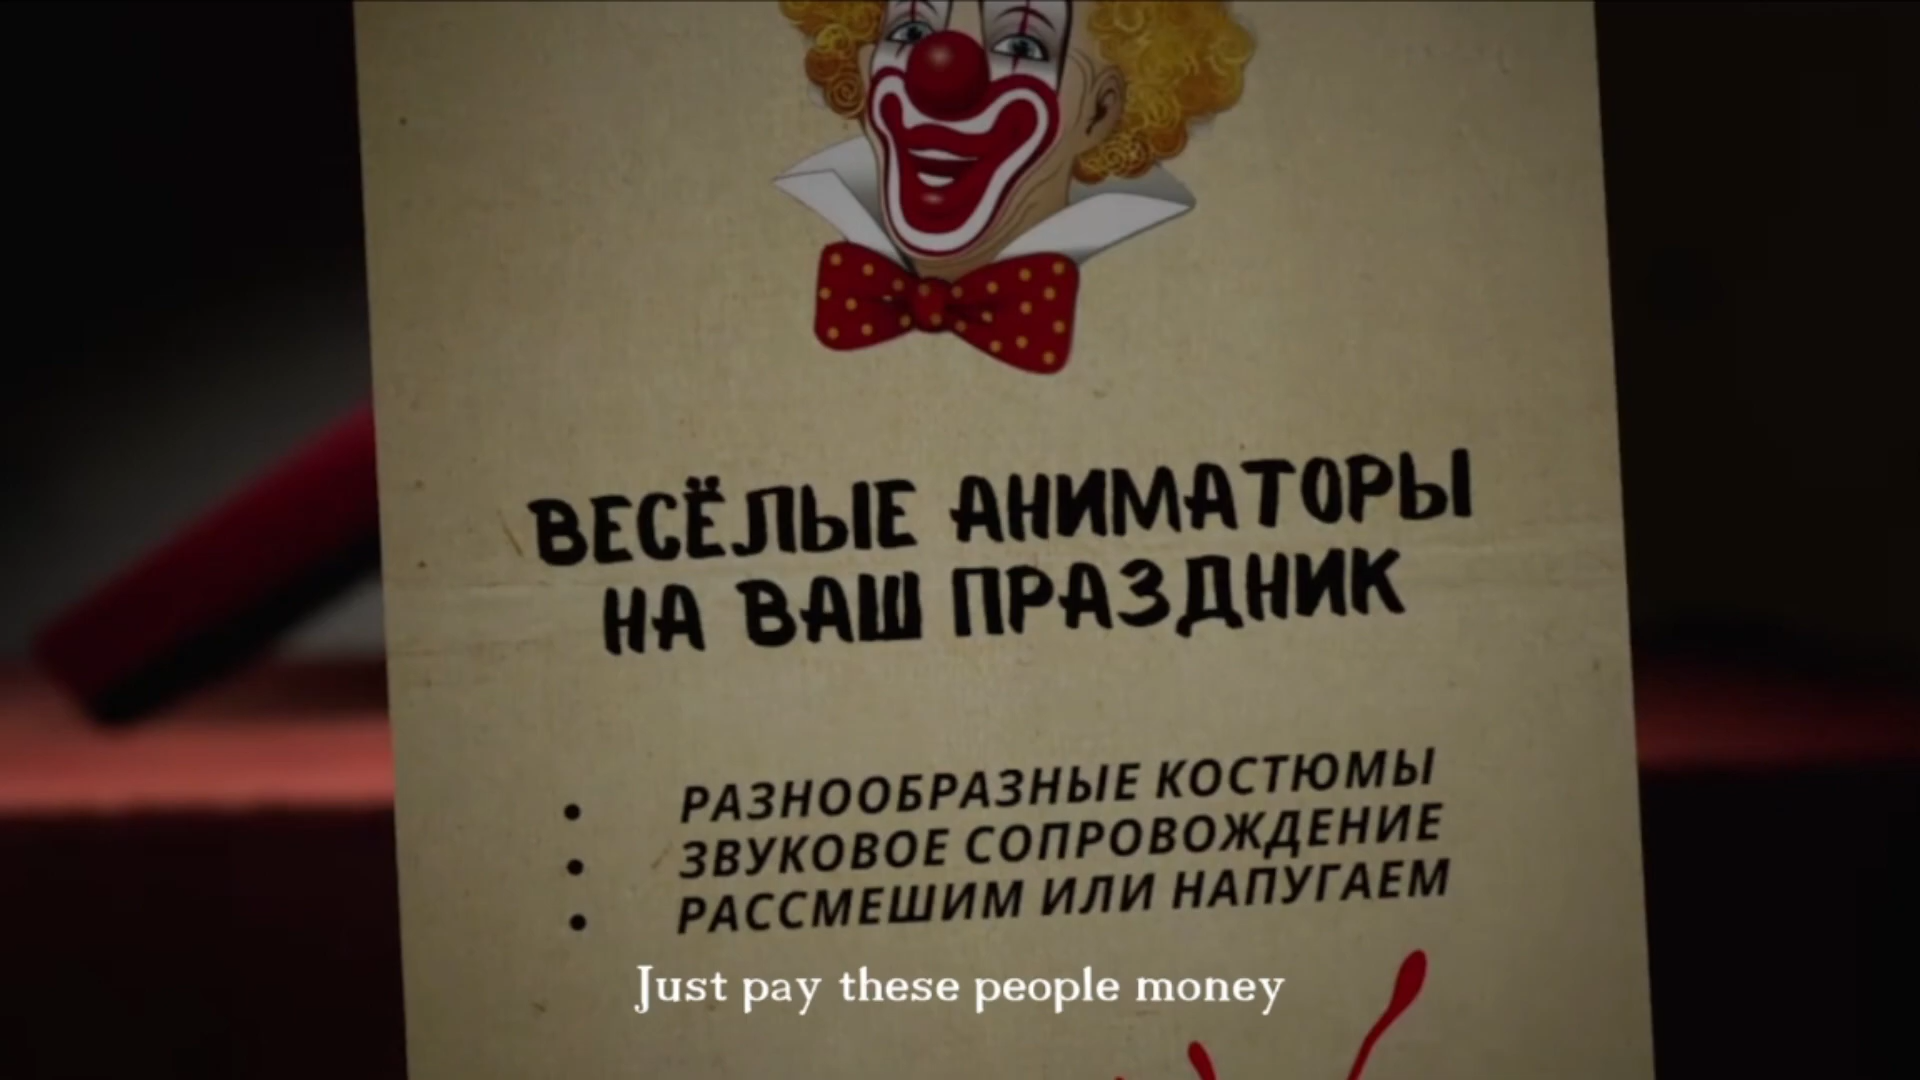 ВЕСЁЛЫЕ АНИМАТОРЫ
НА ВАШ ПРАЗДНИК
• РАЗНООБРАЗНЫЕ КОСТЮМЫ
• ЗВУКОВОЕ СОПРОВОЖДЕНИЕ
• РАССМЕШИМ ИЛИ НАПУГАЕМ
Just pay these people money